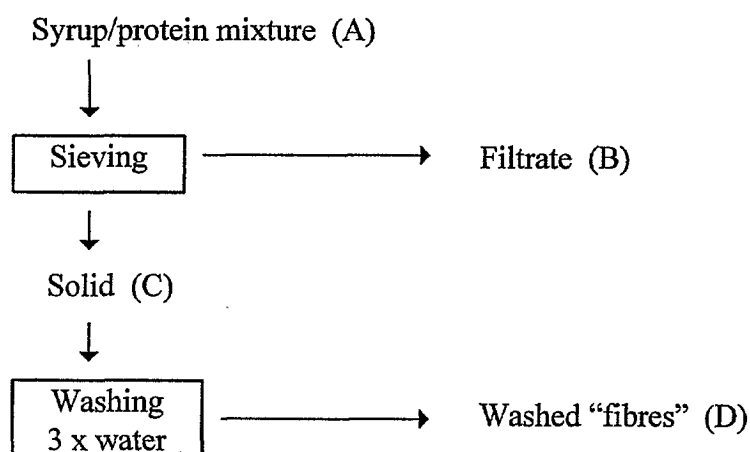 Syrup/protein mixture (A)
Sieving
Filtrate (B)
Solid (C)
Washing
3 x water
Washed “fibres” (D)